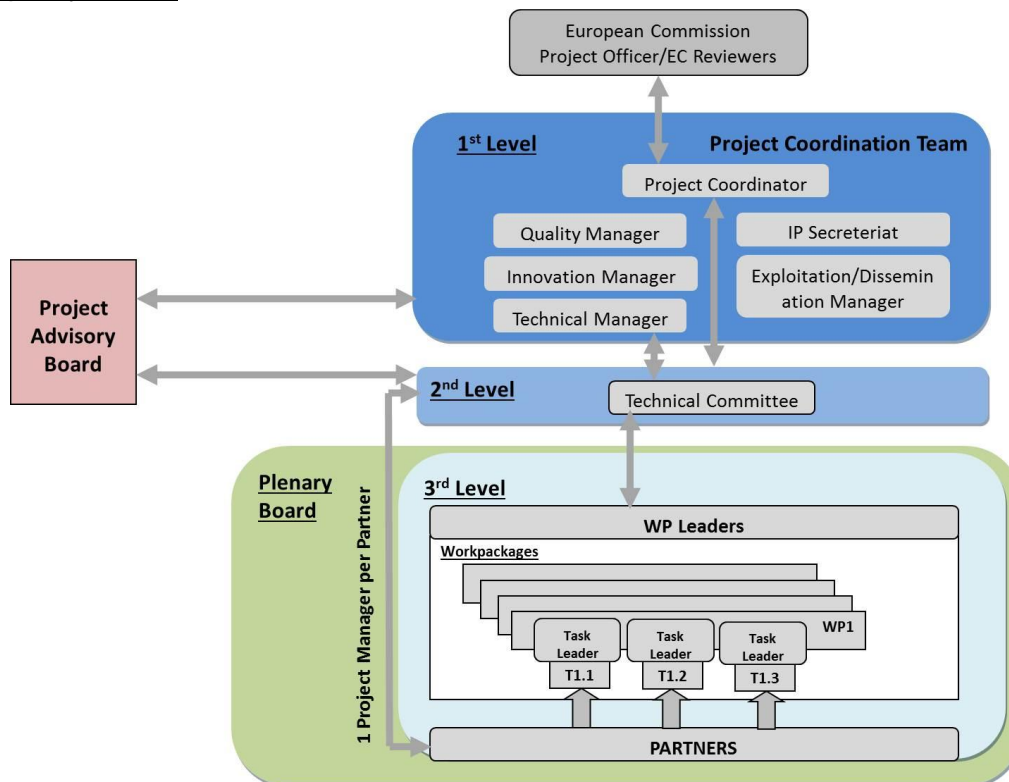 European Commission
Project Officer/EC Reviewers
1st Level
Project Coordination Team
Project Coordinator
Quality Manager
IP Secreteriat
Innovation Manager
Exploitation/Dissemin
ation Manager
Technical Manager
Project
Advisory
Board
2nd Level
Technical Committee
Plenary
Board
1 Project Manager per Partner
3rd Level
WP Leaders
Workpackages
WP1
Task
Leader
T1.1
Task
Leader
T1.2
Task
Leader
T1.3
PARTNERS